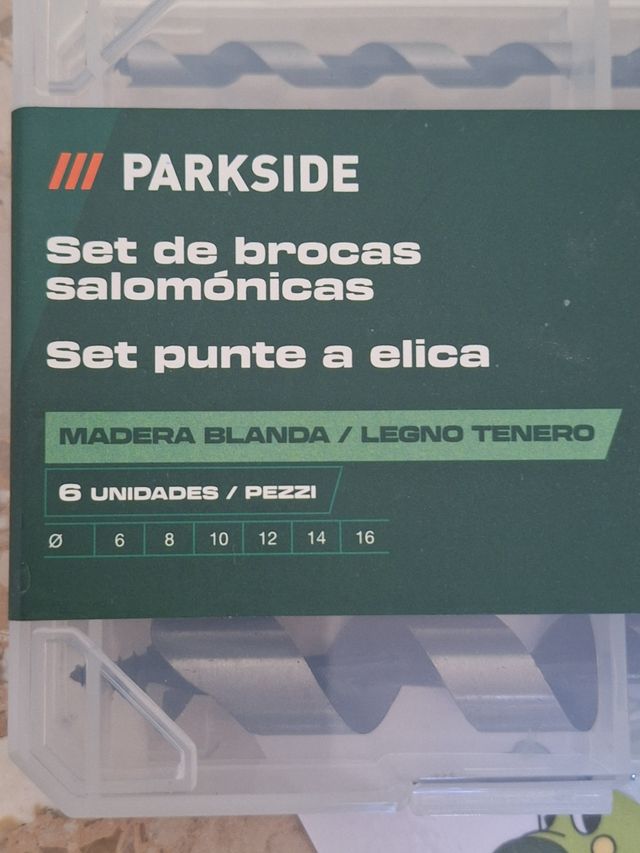 PARKSIDE
Set de brocas
salomónicas
Set punte a elica
MADERA BLANDA / LEGNO TENERO
6 UNIDADES / PEZZI
Ø 6 8 10 12 14 16